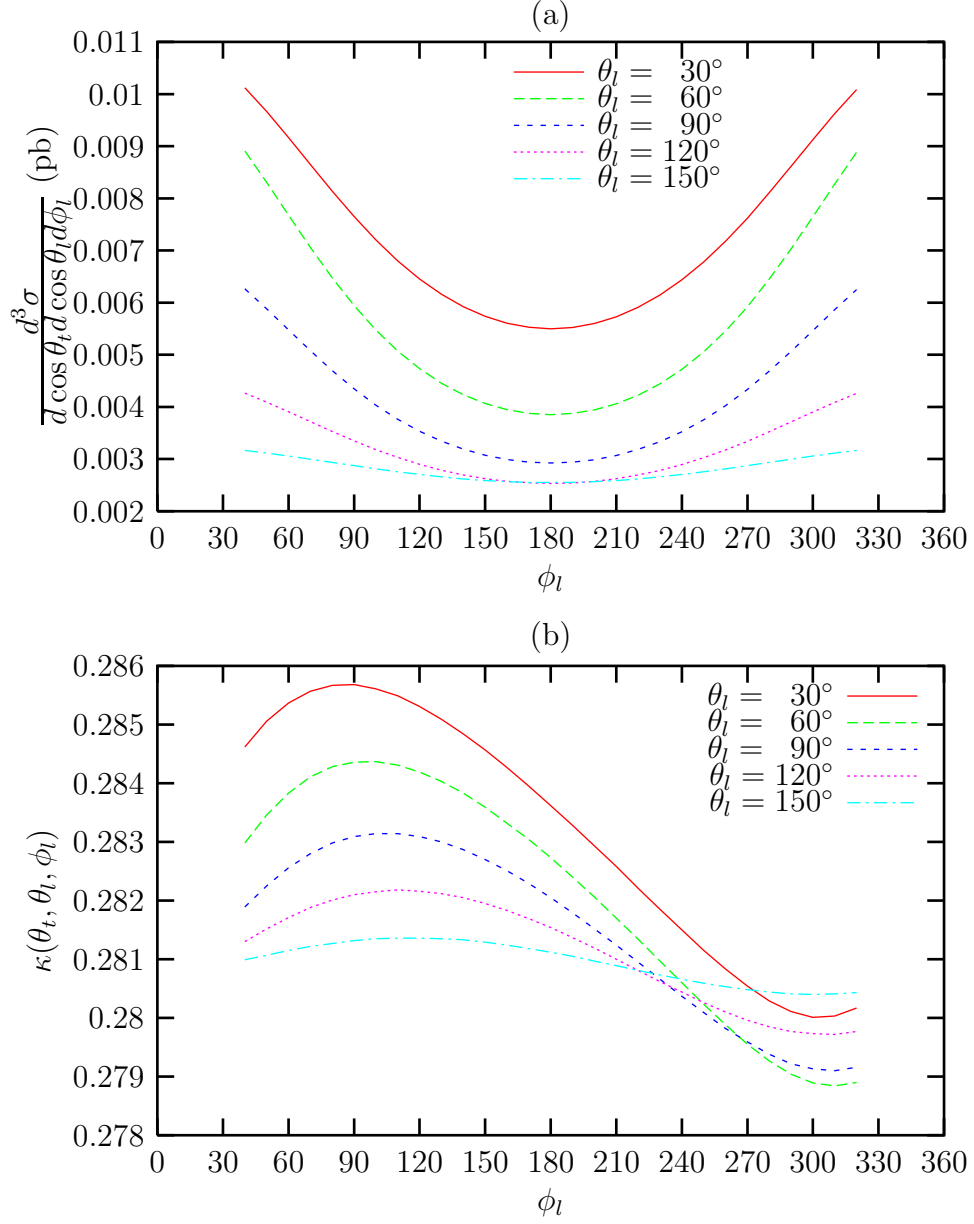 (a)
d³σ
d cos θₜd cos θₗdϕₗ (pb)
0.011
0.01
0.009
0.008
0.007
0.006
0.005
0.004
0.003
0.002
θₗ = 30°
θₗ = 60°
θₗ = 90°
θₗ = 120°
θₗ = 150°
0 30 60 90 120 150 180 210 240 270 300 330 360
ϕₗ
(b)
κ(θₜ, θₗ, ϕₗ)
0.286
0.285
0.284
0.283
0.282
0.281
0.28
0.279
0.278
θₗ = 30°
θₗ = 60°
θₗ = 90°
θₗ = 120°
θₗ = 150°
0 30 60 90 120 150 180 210 240 270 300 330 360
ϕₗ